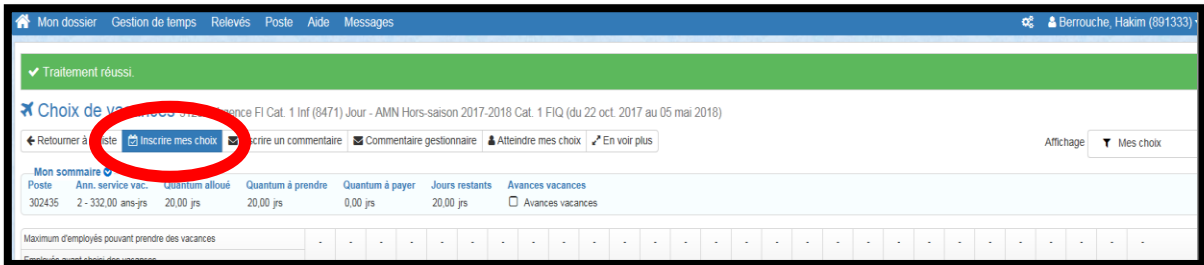 Mon dossier Gestion de temps Relevés Poste Aide Messages Berrouche, Hakim (891333)
Traitement réussi.
Choix de Fl Cat. 1 Inf (8471) Jour - AMN Hors-saison 2017-2018 Cat. 1 FIQ (du 22 oct. 2017 au 05 mai 2018)
Retourner à Inscrire mes choix un commentaire Commentaire gestionnaire Atteindre mes choix En voir plus Affichage Mes choix
Mon sommaire
Poste Ann. service vac. Quantum alloué Quantum à prendre Quantum à payer Jours restants Avances vacances
302435 2 - 332,00 ans-jrs 20,00 jrs 20,00 jrs 0,00 jrs 20,00 jrs Avances vacances
Maximum d'employés pouvant prendre des vacances - - - - - - - - - - - - - - - - - - - - - - - - - - -